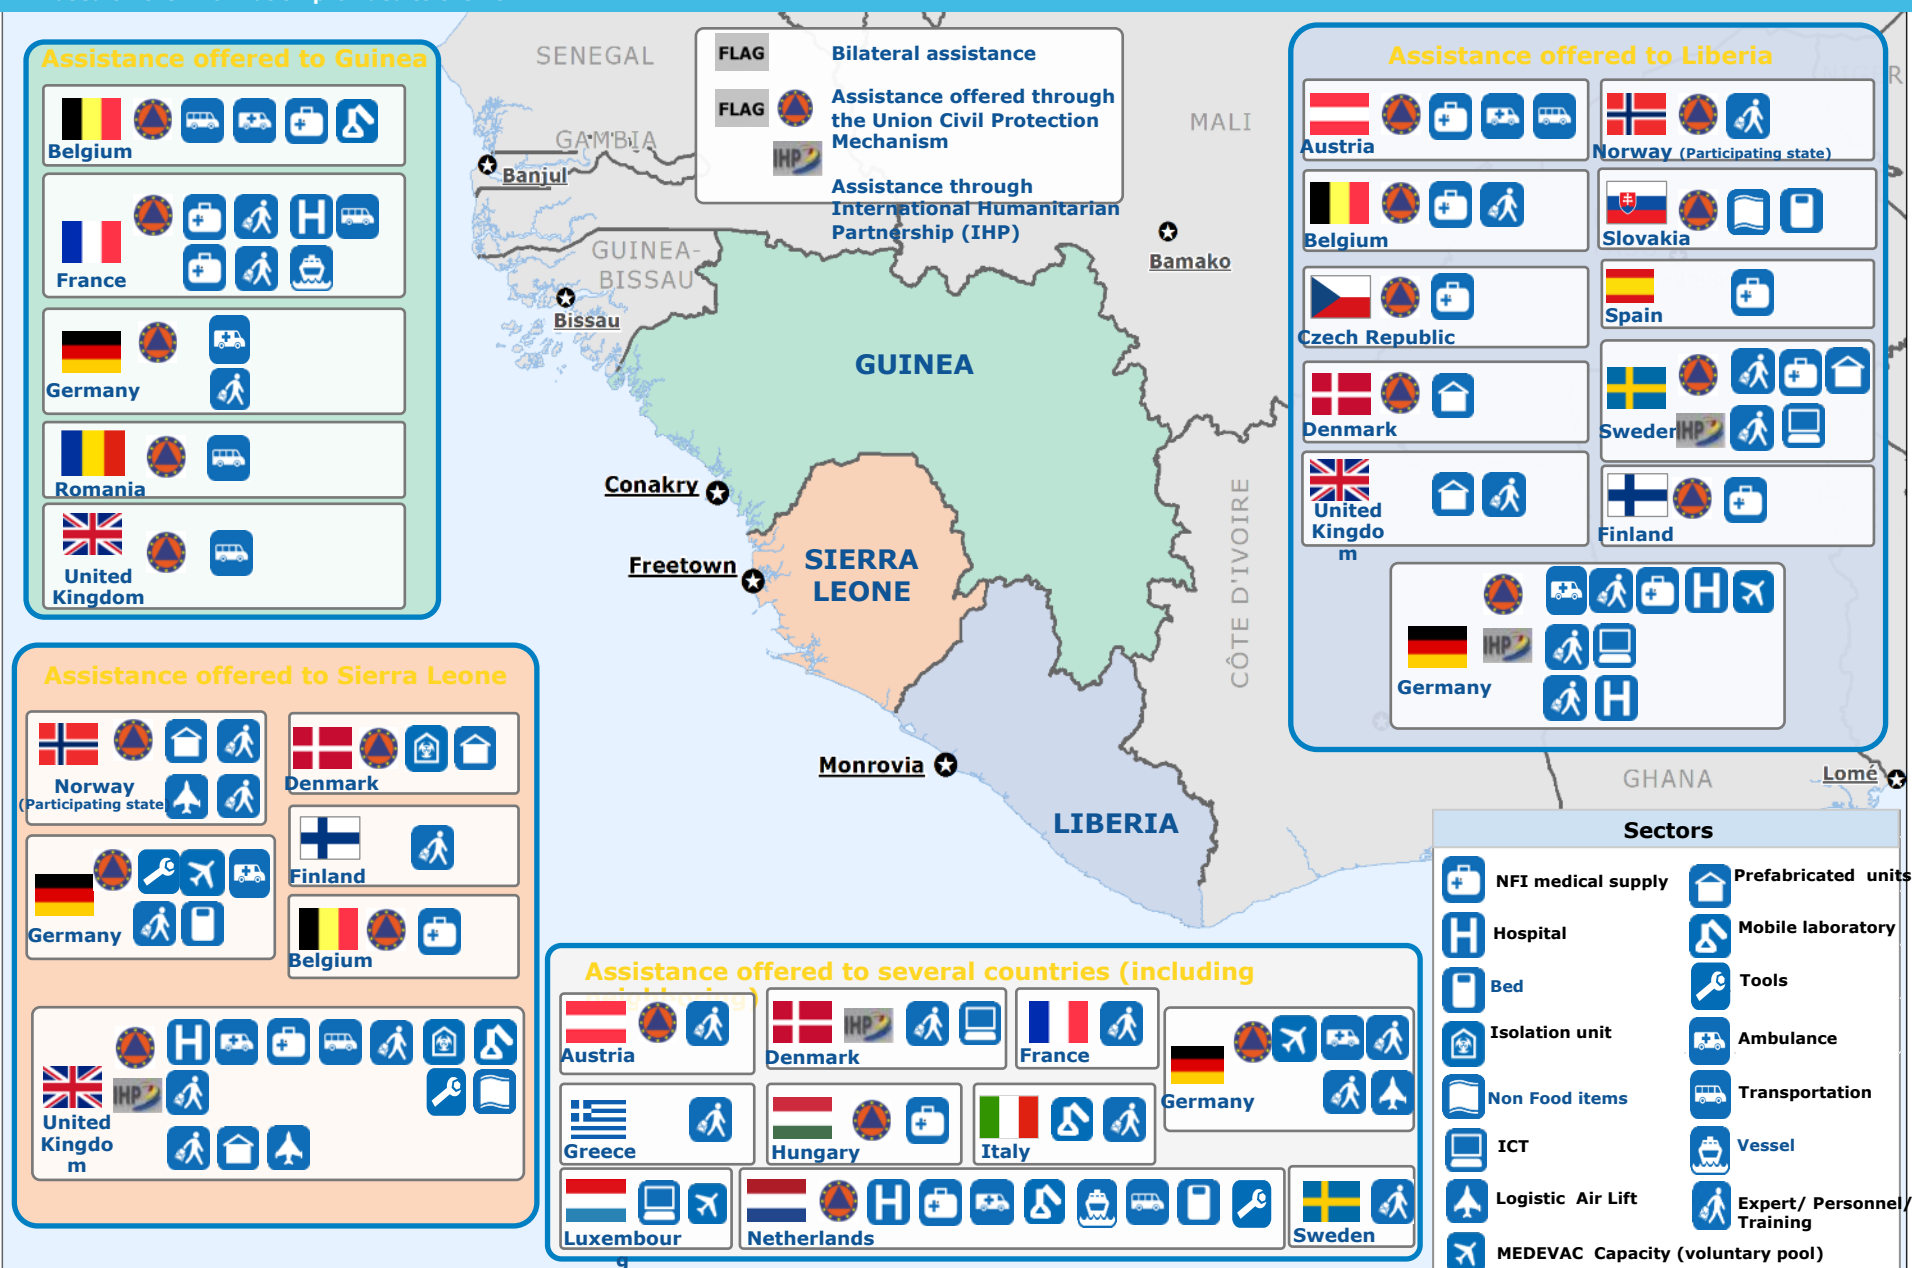 Assistance offered to Guinea
Belgium
France
Germany
Romania
United
Kingdom
SENEGAL
GAMBIA
Banjul
GUINEA-
BISSAU
Bissau
FLAG
Bilateral assistance
FLAG
Assistance offered through
the Union Civil Protection
Mechanism
IHP
Assistance through
International Humanitarian
Partnership (IHP)
MALI
Bamako
GUINEA
Conakry
Freetown
SIERRA
LEONE
Monrovia
LIBERIA
CÔTE D'IVOIRE
GHANA
Lomé
NIGER
Assistance offered to Liberia
Austria
Norway (Participating state)
Belgium
Slovakia
Czech Republic
Spain
Denmark
Sweden
IHP
United
Kingdo
m
Finland
IHP
Germany
Assistance offered to Sierra Leone
Norway
(Participating state
Denmark
Germany
Finland
Belgium
IHP
United
Kingdo
m
Assistance offered to several countries (including
Austria
IHP
Denmark
France
Germany
Greece
Hungary
Italy
Luxembour
g
Netherlands
Sweden
Sectors
NFI medical supply
Prefabricated units
Hospital
Mobile laboratory
Bed
Tools
Isolation unit
Ambulance
Non Food items
Transportation
ICT
Vessel
Logistic Air Lift
Expert/ Personnel/
Training
MEDEVAC Capacity (voluntary pool)